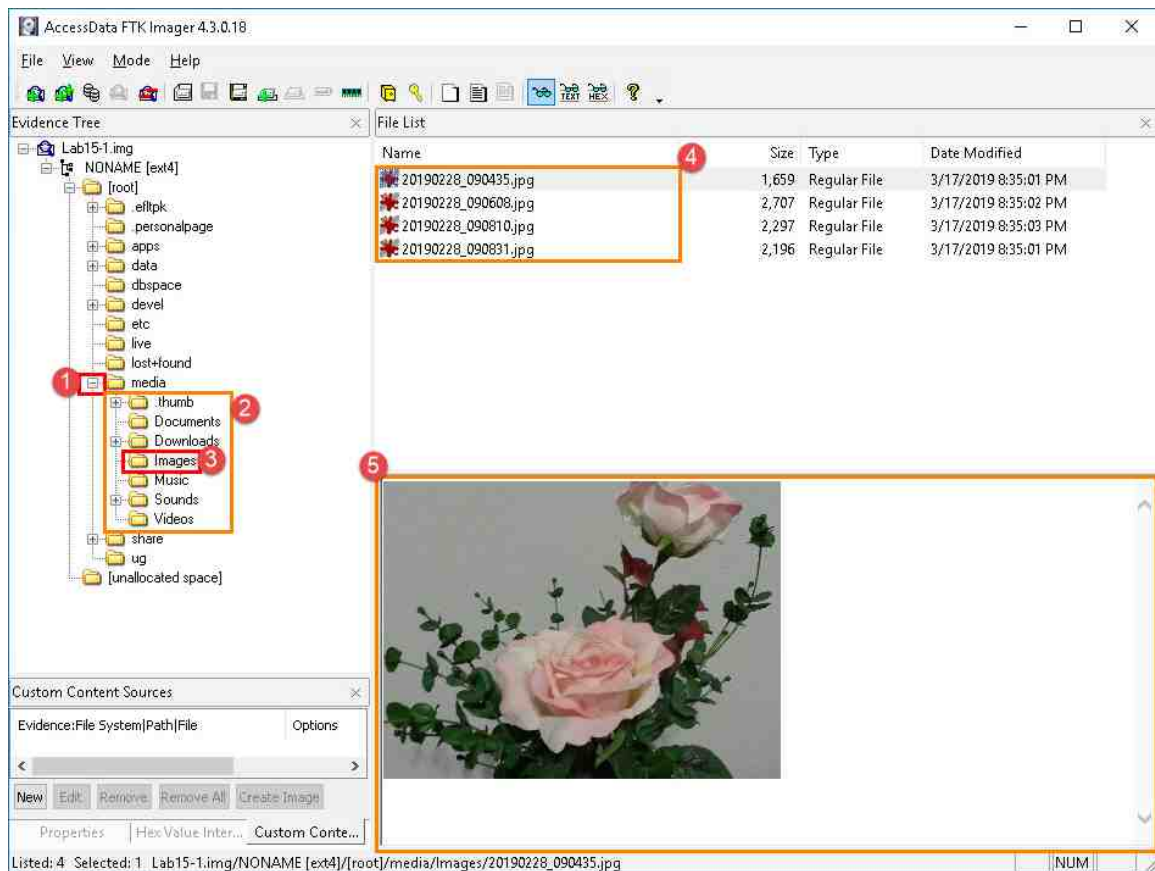 AccessData FTK Imager 4.3.0.18
File View Mode Help
TEXT HEX ?
Evidence Tree
Lab15-1.img
NONAME [ext4]
[root]
.efltpk
.personalpage
apps
data
dbspace
devel
etc
live
lost+found
1 media
2
.thumb
Documents
Downloads
Images 3
Music
Sounds
Videos
share
ug
[unallocated space]
Custom Content Sources
Evidence:File System|Path|File Options
New Edit Remove Remove All Create Image
Properties Hex Value Inter... Custom Conte...
File List
Name Size Type Date Modified
4
20190228_090435.jpg 1,659 Regular File 3/17/2019 8:35:01 PM
20190228_090608.jpg 2,707 Regular File 3/17/2019 8:35:02 PM
20190228_090810.jpg 2,297 Regular File 3/17/2019 8:35:03 PM
20190228_090831.jpg 2,196 Regular File 3/17/2019 8:35:01 PM
5
Listed: 4 Selected: 1 Lab15-1.img/NONAME [ext4]/[root]/media/Images/20190228_090435.jpg NUM